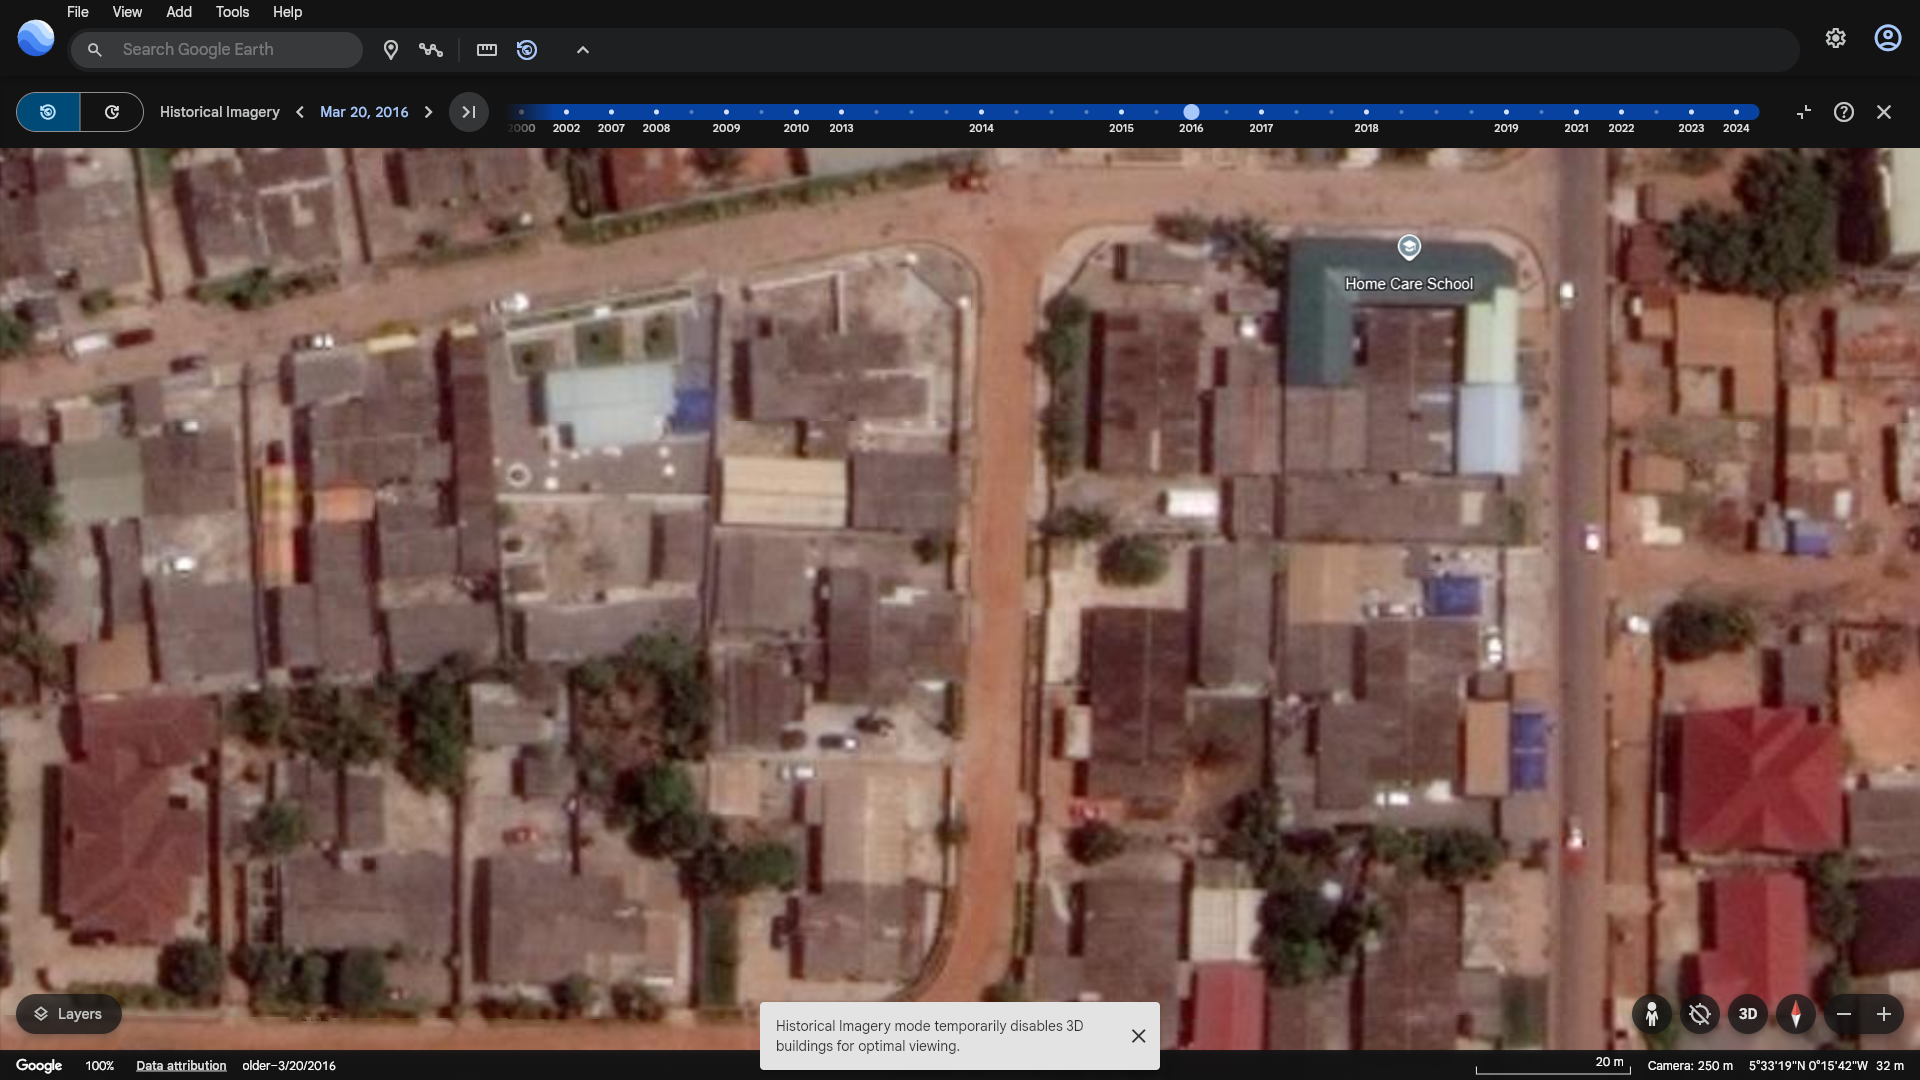 File View Add Tools Help
Search Google Earth
Historical Imagery Mar 20, 2016
2000 2002 2007 2008 2009 2010 2013 2014 2015 2016 2017 2018 2019 2021 2022 2023 2024
Home Care School
Layers
Historical Imagery mode temporarily disables 3D
buildings for optimal viewing.
3D
Google 100% Data attribution older–3/20/2016 20 m Camera: 250 m 5°33'19"N 0°15'42"W 32 m